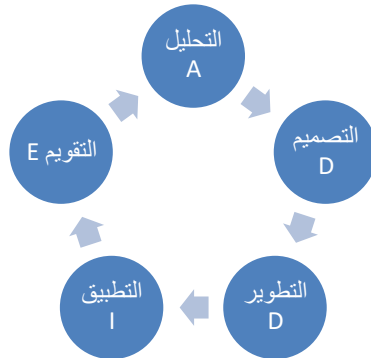 التحليل
A
التصميم
D
التطوير
D
التطبيق
I
التقويم E